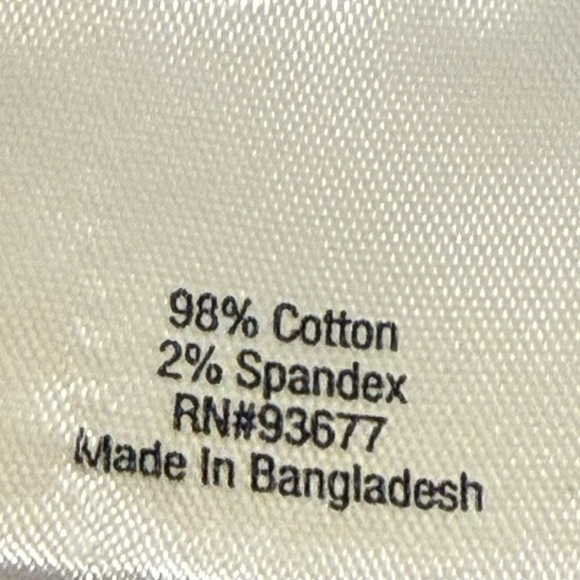 98% Cotton
2% Spandex
RN#93677
Made In Bangladesh